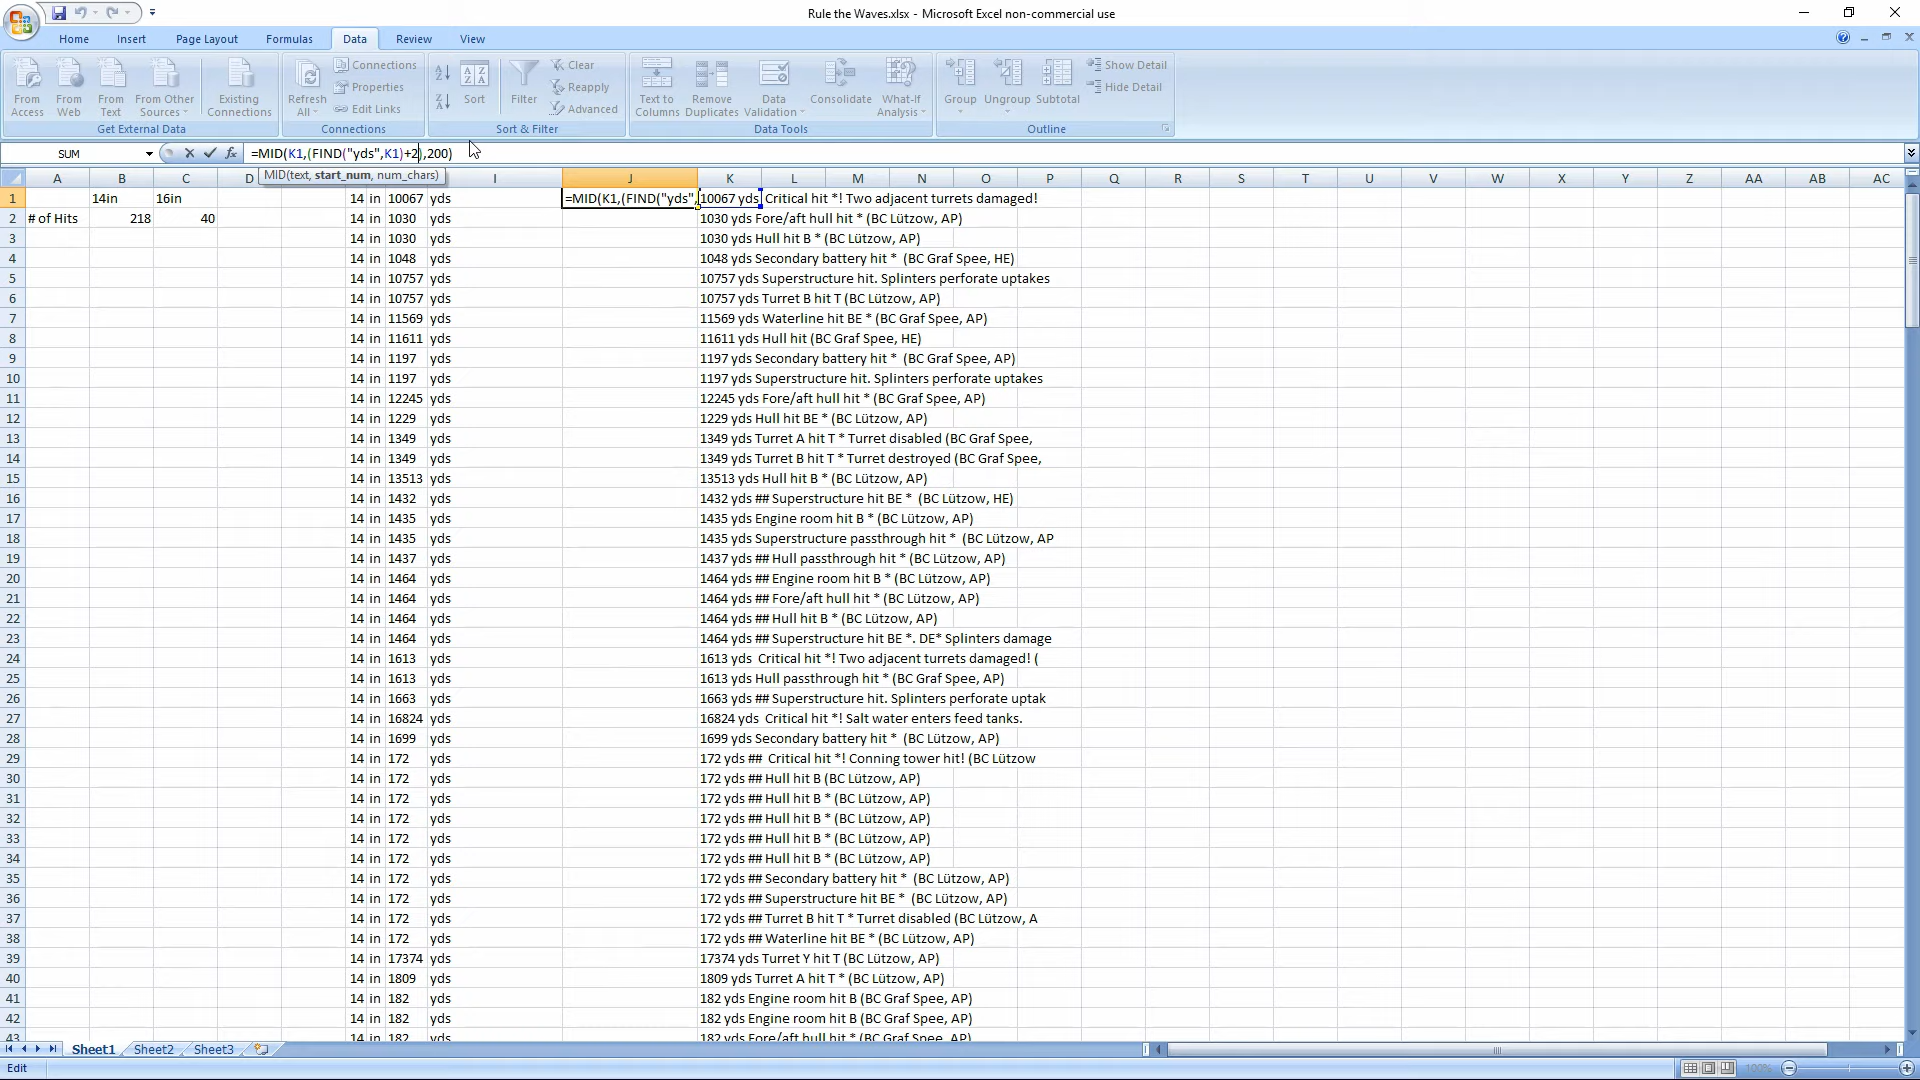 Rule the Waves.xlsx - Microsoft Excel non-commercial use
Home Insert Page Layout Formulas Data Review View
From Access From Web From Text From Other Sources Existing Connections Refresh All Connections Properties Edit Links Sort Filter Clear Reapply Advanced Text to Columns Remove Duplicates Data Validation Consolidate What-If Analysis Group Ungroup Subtotal Show Detail Hide Detail
Get External Data Connections Sort & Filter Data Tools Outline
SUM =MID(K1,(FIND("yds",K1)+2),200)
MID(text, start_num, num_chars)
A B C D I J K L M N O P Q R S T U V W X Y Z AA AB AC
1 14in 16in 14 in 10067 yds =MID(K1,(FIND("yds", 10067 yds Critical hit *! Two adjacent turrets damaged!
2 # of Hits 218 40 14 in 1030 yds 1030 yds Fore/aft hull hit * (BC Lützow, AP)
3 14 in 1030 yds 1030 yds Hull hit B * (BC Lützow, AP)
4 14 in 1048 yds 1048 yds Secondary battery hit * (BC Graf Spee, HE)
5 14 in 10757 yds 10757 yds Superstructure hit. Splinters perforate uptakes
6 14 in 10757 yds 10757 yds Turret B hit T (BC Lützow, AP)
7 14 in 11569 yds 11569 yds Waterline hit BE * (BC Graf Spee, AP)
8 14 in 11611 yds 11611 yds Hull hit (BC Graf Spee, HE)
9 14 in 1197 yds 1197 yds Secondary battery hit * (BC Graf Spee, AP)
10 14 in 1197 yds 1197 yds Superstructure hit. Splinters perforate uptakes
11 14 in 12245 yds 12245 yds Fore/aft hull hit * (BC Graf Spee, AP)
12 14 in 1229 yds 1229 yds Hull hit BE * (BC Lützow, AP)
13 14 in 1349 yds 1349 yds Turret A hit T * Turret disabled (BC Graf Spee,
14 14 in 1349 yds 1349 yds Turret B hit T * Turret destroyed (BC Graf Spee,
15 14 in 13513 yds 13513 yds Hull hit B * (BC Lützow, AP)
16 14 in 1432 yds 1432 yds ## Superstructure hit BE * (BC Lützow, HE)
17 14 in 1435 yds 1435 yds Engine room hit B * (BC Lützow, AP)
18 14 in 1435 yds 1435 yds Superstructure passthrough hit * (BC Lützow, AP
19 14 in 1437 yds 1437 yds ## Hull passthrough hit * (BC Lützow, AP)
20 14 in 1464 yds 1464 yds ## Engine room hit B * (BC Lützow, AP)
21 14 in 1464 yds 1464 yds ## Fore/aft hull hit * (BC Lützow, AP)
22 14 in 1464 yds 1464 yds ## Hull hit B * (BC Lützow, AP)
23 14 in 1464 yds 1464 yds ## Superstructure hit BE *. DE* Splinters damage
24 14 in 1613 yds 1613 yds Critical hit *! Two adjacent turrets damaged! (
25 14 in 1613 yds 1613 yds Hull passthrough hit * (BC Graf Spee, AP)
26 14 in 1663 yds 1663 yds ## Superstructure hit. Splinters perforate uptak
27 14 in 16824 yds 16824 yds Critical hit *! Salt water enters feed tanks.
28 14 in 1699 yds 1699 yds Secondary battery hit * (BC Lützow, AP)
29 14 in 172 yds 172 yds ## Critical hit *! Conning tower hit! (BC Lützow
30 14 in 172 yds 172 yds ## Hull hit B (BC Lützow, AP)
31 14 in 172 yds 172 yds ## Hull hit B * (BC Lützow, AP)
32 14 in 172 yds 172 yds ## Hull hit B * (BC Lützow, AP)
33 14 in 172 yds 172 yds ## Hull hit B * (BC Lützow, AP)
34 14 in 172 yds 172 yds ## Hull hit B * (BC Lützow, AP)
35 14 in 172 yds 172 yds ## Secondary battery hit * (BC Lützow, AP)
36 14 in 172 yds 172 yds ## Superstructure hit BE * (BC Lützow, AP)
37 14 in 172 yds 172 yds ## Turret B hit T * Turret disabled (BC Lützow, A
38 14 in 172 yds 172 yds ## Waterline hit BE * (BC Lützow, AP)
39 14 in 17374 yds 17374 yds Turret Y hit T (BC Lützow, AP)
40 14 in 1809 yds 1809 yds Turret A hit T * (BC Lützow, AP)
41 14 in 182 yds 182 yds Engine room hit B (BC Graf Spee, AP)
42 14 in 182 yds 182 yds Engine room hit B (BC Graf Spee, AP)
43 14 in 182 yds 182 yds Fore/aft hull hit * (BC Graf Spee, AP)
Sheet1 Sheet2 Sheet3
Edit 100%